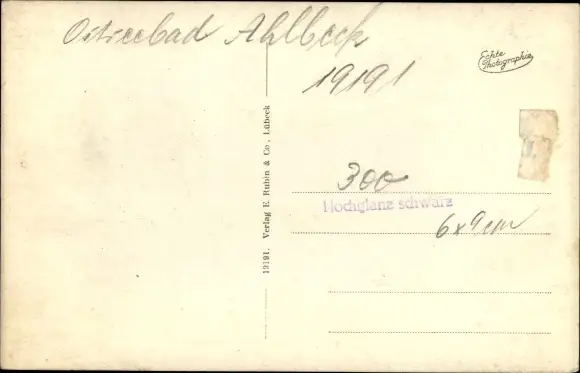 Ostseebad Ahlbeck
19191
Echte
Photographie
19191. Verlag E. Rubin & Co., Lübeck
300
Hochglanz schwarz
6x9cm